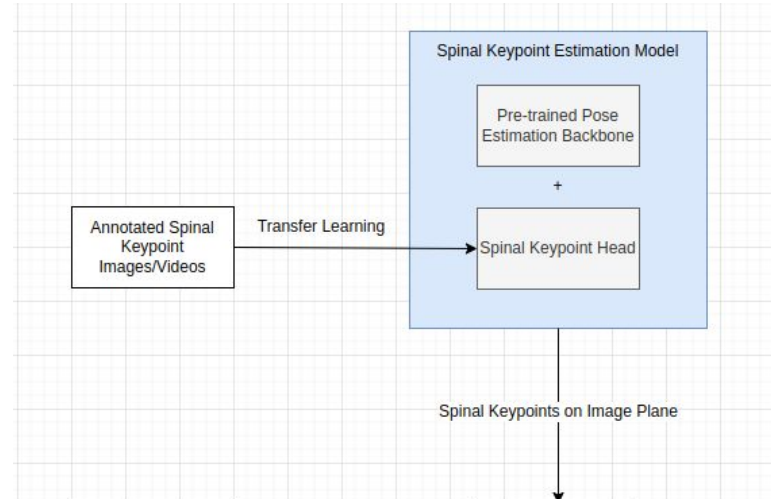 Spinal Keypoint Estimation Model
Pre-trained Pose
Estimation Backbone
+
Annotated Spinal
Keypoint
Images/Videos
Transfer Learning
Spinal Keypoint Head
Spinal Keypoints on Image Plane